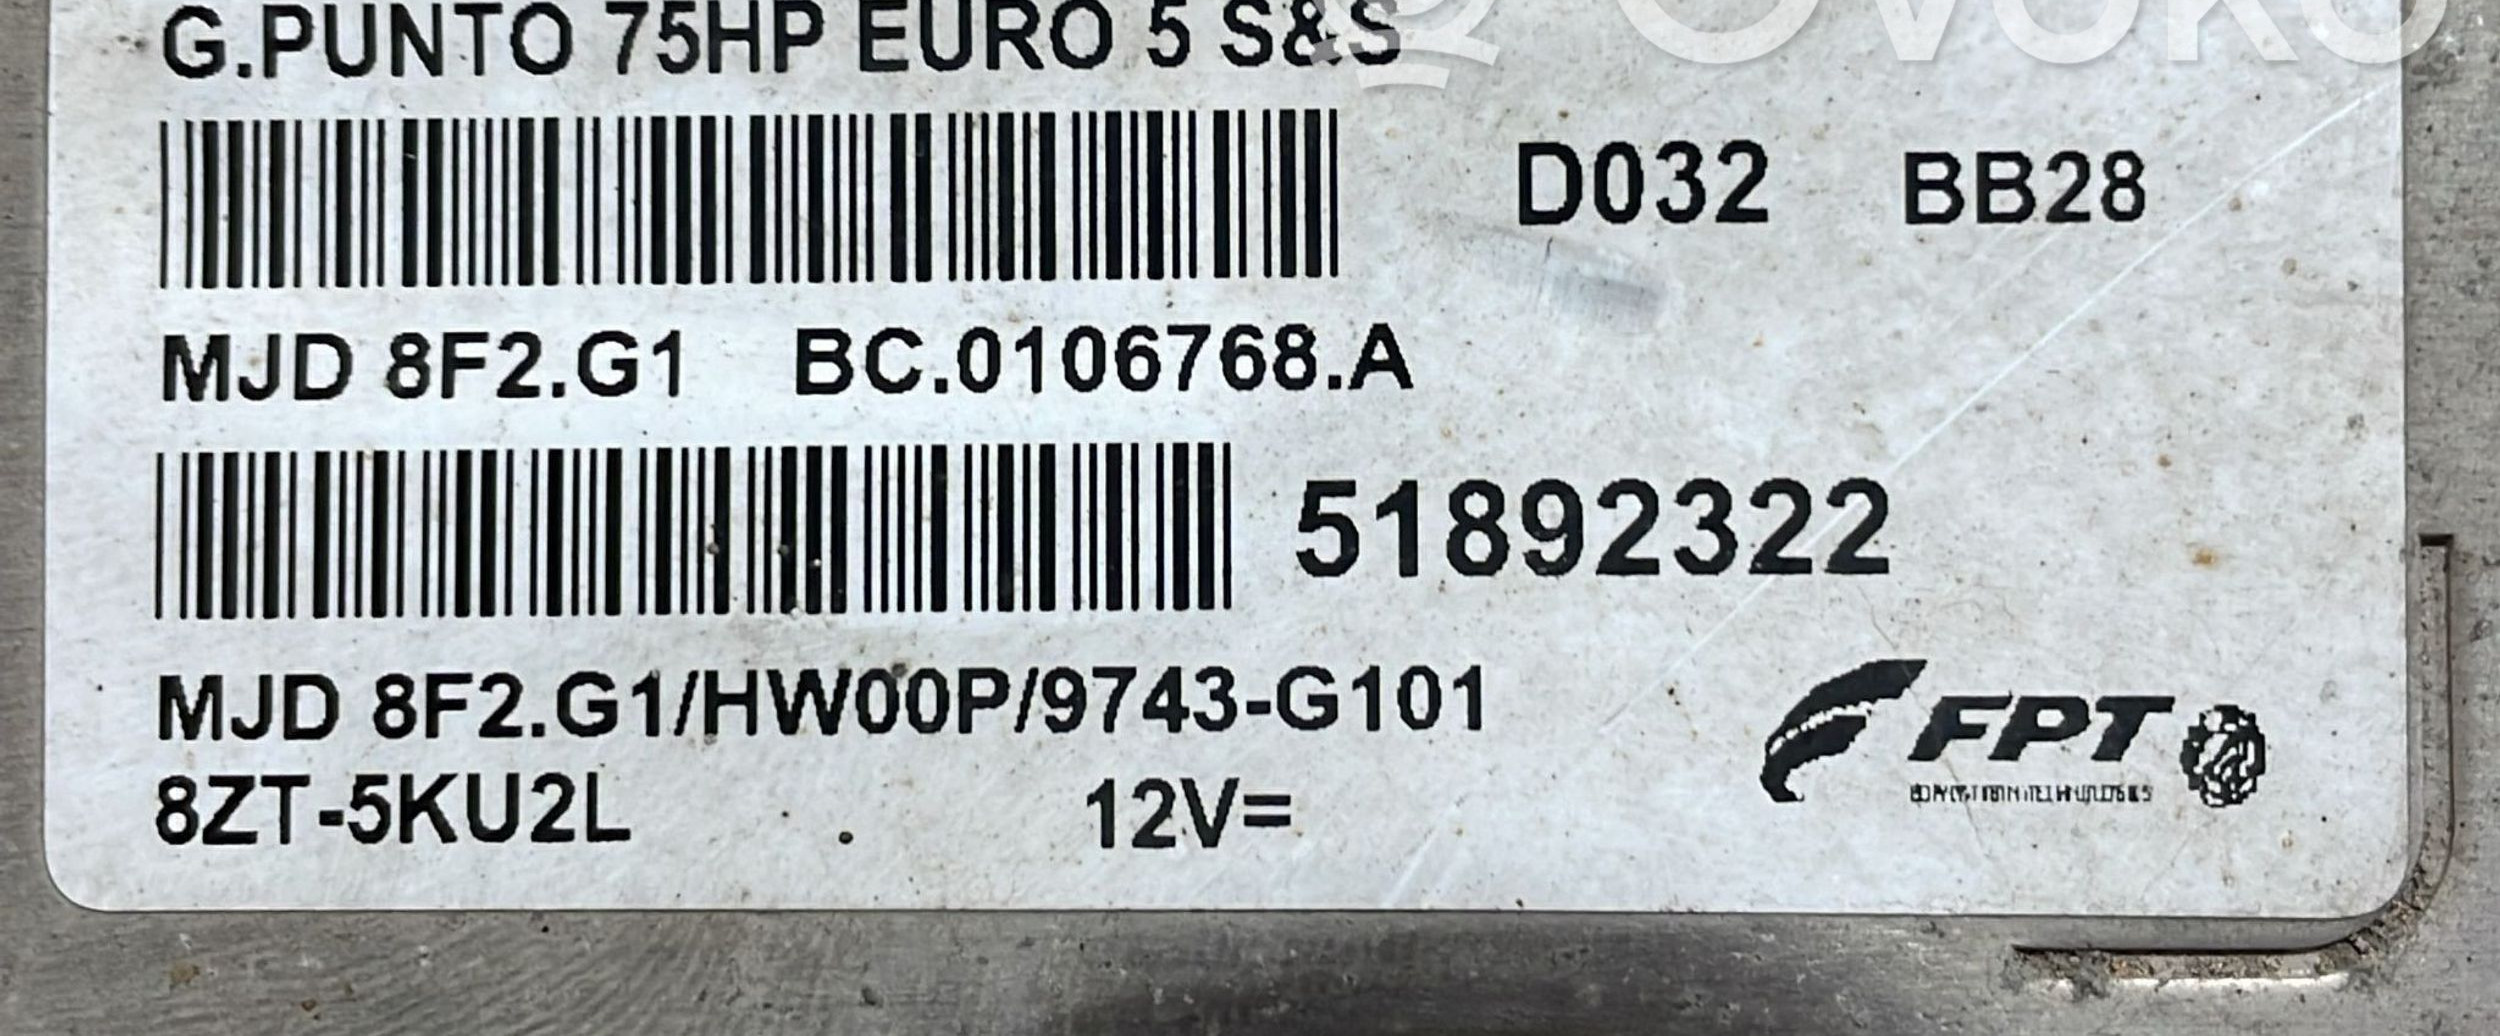 G.PUNTO 75HP EURO 5 S&S
OVOKO
D032 BB28
MJD 8F2.G1 BC.0106768.A
51892322
MJD 8F2.G1/HW00P/9743-G101
FPT
8ZT-5KU2L 12V=